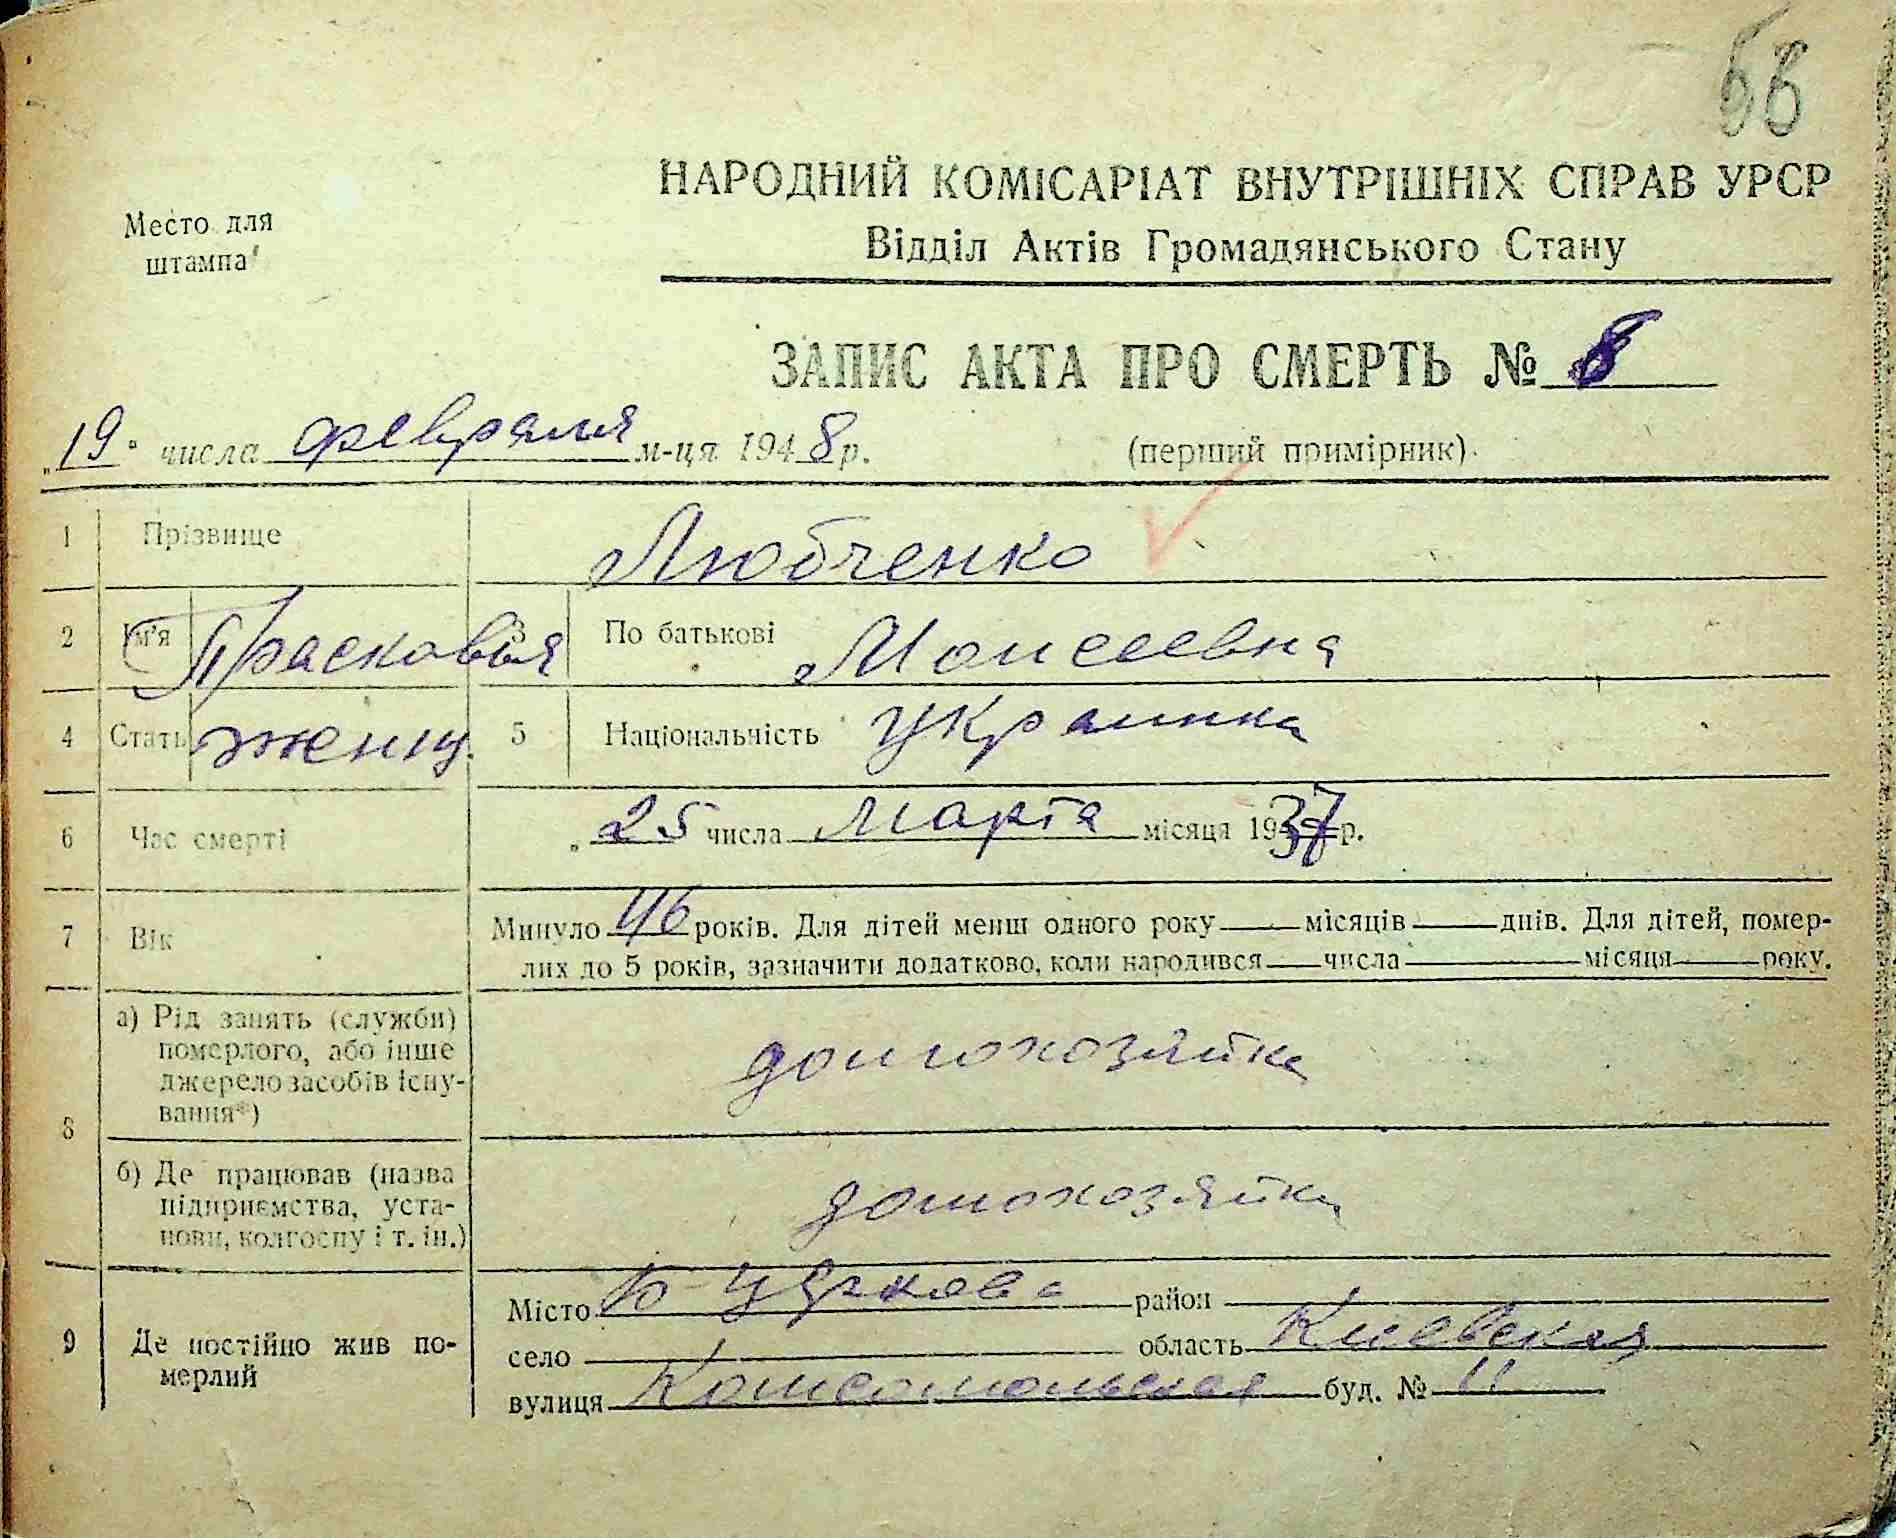 66
Место для
штампа
НАРОДНИЙ КОМІСАРІАТ ВНУТРІШНІХ СПРАВ УРСР
Відділ Актів Громадянського Стану
ЗАПИС АКТА ПРО СМЕРТЬ № 8
„19“ числа февраля м-ця 1948 р. (перший примірник)
1 Прізвище Любченко
2 Ім'я Прасковья 3 По батькові Моисеевна
4 Стать женщ. 5 Національність украинка
6 Час смерті „25 числа Марта місяця 1937 р.
7 Вік Минуло 46 років. Для дітей менш одного року місяців днів. Для дітей, помер-
лих до 5 років, зазначити додатково, коли народився числа місяця року.
8 а) Рід занять (служби)
померлого, або інше
джерело засобів існу-
вання*)
домохозяйка
б) Де працював (назва
підприємства, уста-
нови, колгоспу і т. ін.)
домохозяйка
9 Де постійно жив по-
мерлий
Місто Б-Церковь район
село область Киевская
вулиця Комсомольская буд. № 11